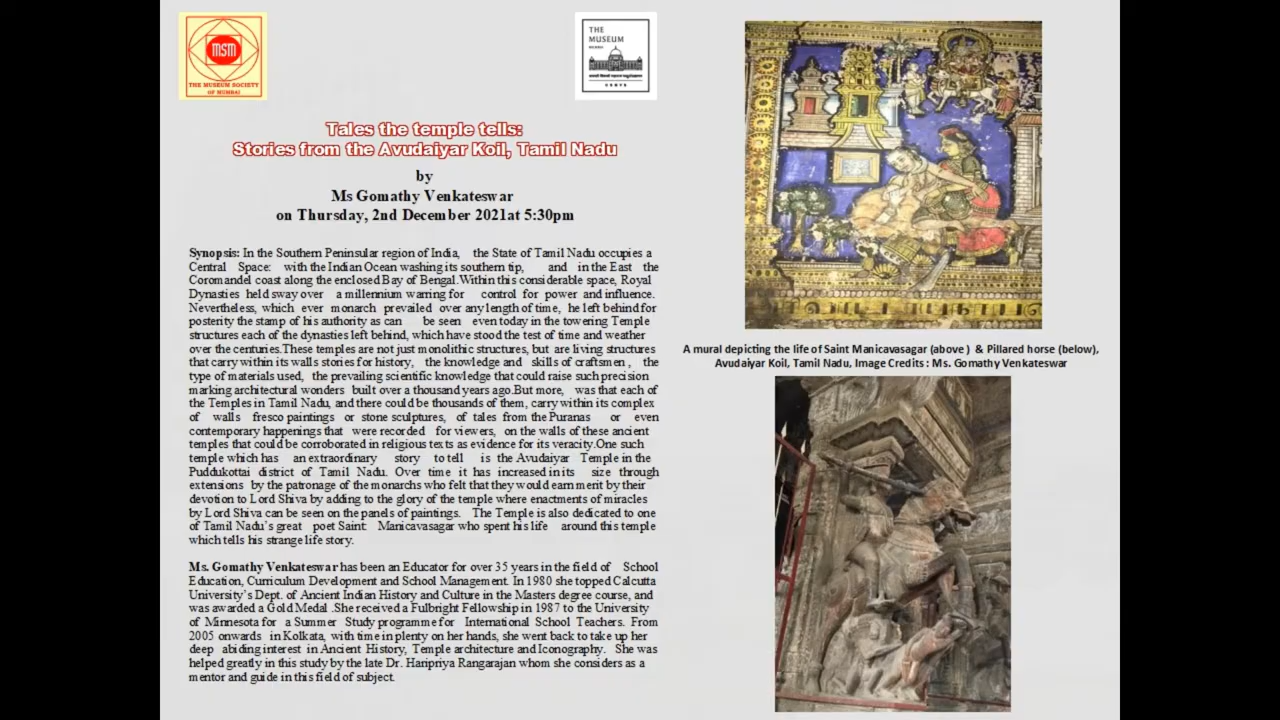 MSM
THE MUSEUM SOCIETY
OF MUMBAI
THE
MUSEUM
MUMBAI
Tales the temple tells:
Stories from the Avudaiyar Koil, Tamil Nadu
by
Ms Gomathy Venkateswar
on Thursday, 2nd December 2021at 5:30pm
Synopsis: In the Southern Peninsular region of India, the State of Tamil Nadu occupies a
Central Space: with the Indian Ocean washing its southern tip, and in the East the
Coromandel coast along the enclosed Bay of Bengal.Within this considerable space, Royal
Dynasties held sway over a millennium warring for control for power and influence.
Nevertheless, which ever monarch prevailed over any length of time, he left behind for
posterity the stamp of his authority as can be seen even today in the towering Temple
structures each of the dynasties left behind, which have stood the test of time and weather
over the centuries.These temples are not just monolithic structures, but are living structures
that carry within its walls stories for history, the knowledge and skills of craftsmen, the
type of materials used, the prevailing scientific knowledge that could raise such precision
marking architectural wonders built over a thousand years ago.But more, was that each of
the Temples in Tamil Nadu, and there could be thousands of them, carry within its complex
of walls fresco paintings or stone sculptures, of tales from the Puranas or even
contemporary happenings that were recorded for viewers, on the walls of these ancient
temples that could be corroborated in religious texts as evidence for its veracity.One such
temple which has an extraordinary story to tell is the Avudaiyar Temple in the
Puddukottai district of Tamil Nadu. Over time it has increased in its size through
extensions by the patronage of the monarchs who felt that they would earn merit by their
devotion to Lord Shiva by adding to the glory of the temple where enactments of miracles
by Lord Shiva can be seen on the panels of paintings. The Temple is also dedicated to one
of Tamil Nadu's great poet Saint Manicavasagar who spent his life around this temple
which tells his strange life story.
Ms. Gomathy Venkateswar has been an Educator for over 35 years in the field of School
Education, Curriculum Development and School Management. In 1980 she topped Calcutta
University's Dept. of Ancient Indian History and Culture in the Masters degree course, and
was awarded a Gold Medal .She received a Fulbright Fellowship in 1987 to the University
of Minnesota for a Summer Study programme for International School Teachers. From
2005 onwards in Kolkata, with time in plenty on her hands, she went back to take up her
deep abiding interest in Ancient History, Temple architecture and Iconography. She was
helped greatly in this study by the late Dr. Haripriya Rangarajan whom she considers as a
mentor and guide in this field of subject.
A mural depicting the life of Saint Manicavasagar (above ) & Pillared horse (below),
Avudaiyar Koil, Tamil Nadu, Image Credits : Ms. Gomathy Venkateswar